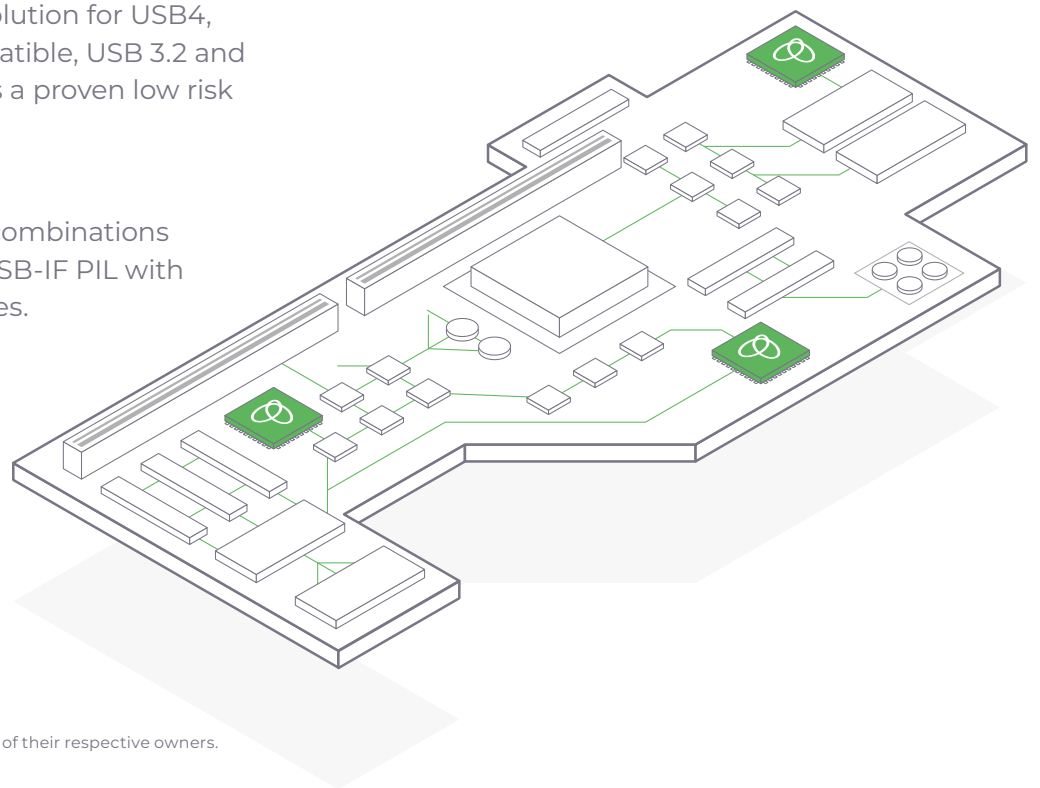 olution for USB4,
atible, USB 3.2 and
s a proven low risk
ombinations
SB-IF PIL with
es.
of their respective owners.